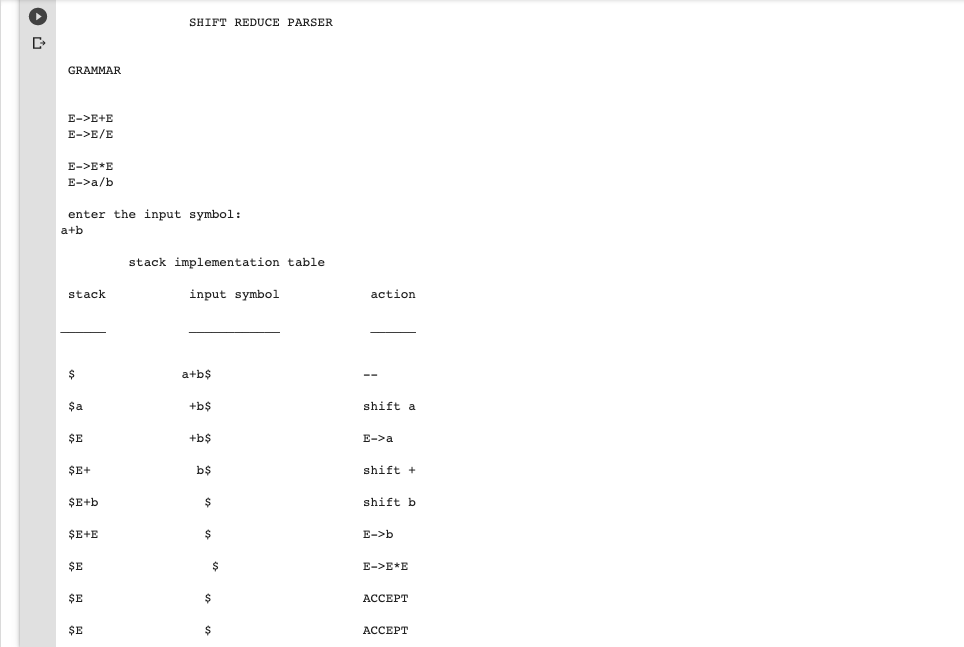 SHIFT REDUCE PARSER
GRAMMAR
E->E+E
E->E/E
E->E*E
E->a/b
enter the input symbol:
a+b
stack implementation table
stack input symbol action
______ ____________ ______
$ a+b$ --
$a +b$ shift a
$E +b$ E->a
$E+ b$ shift +
$E+b $ shift b
$E+E $ E->b
$E $ E->E*E
$E $ ACCEPT
$E $ ACCEPT